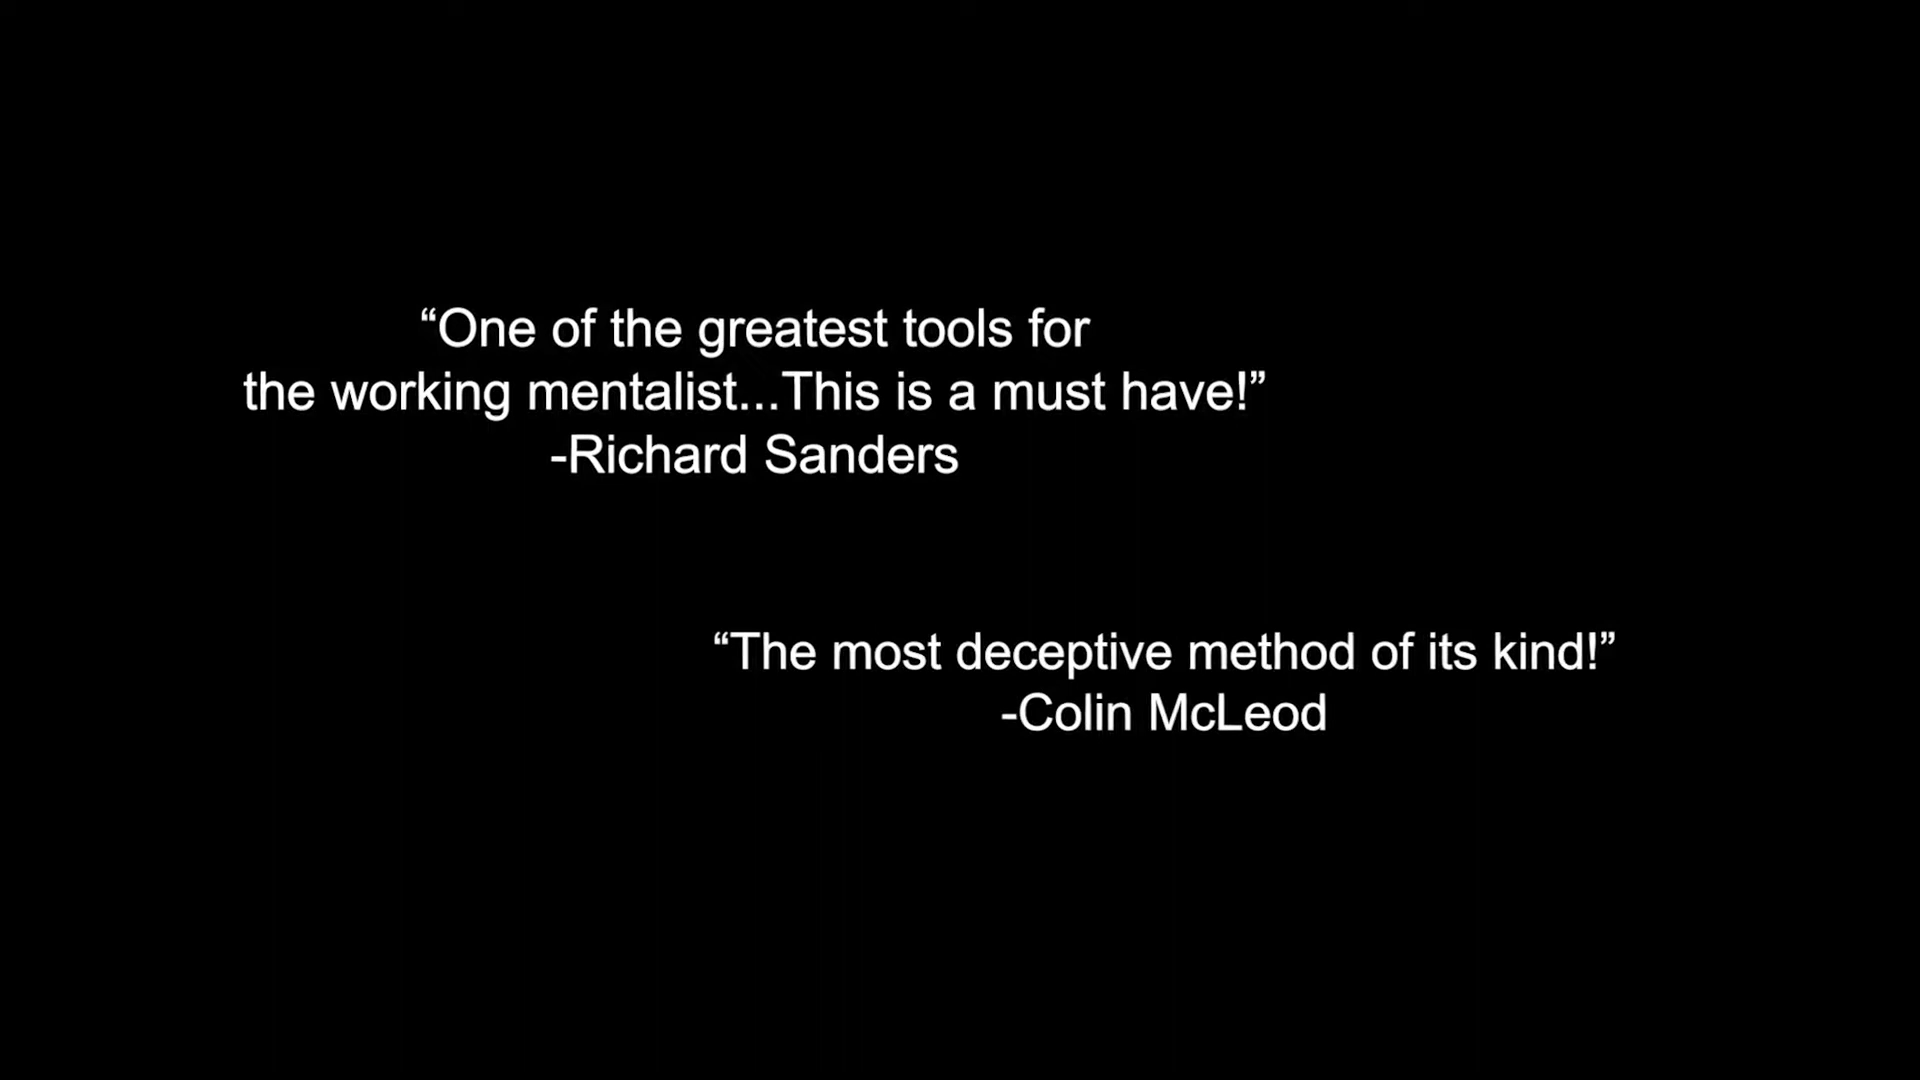 “One of the greatest tools for
the working mentalist...This is a must have!”
-Richard Sanders
“The most deceptive method of its kind!”
-Colin McLeod